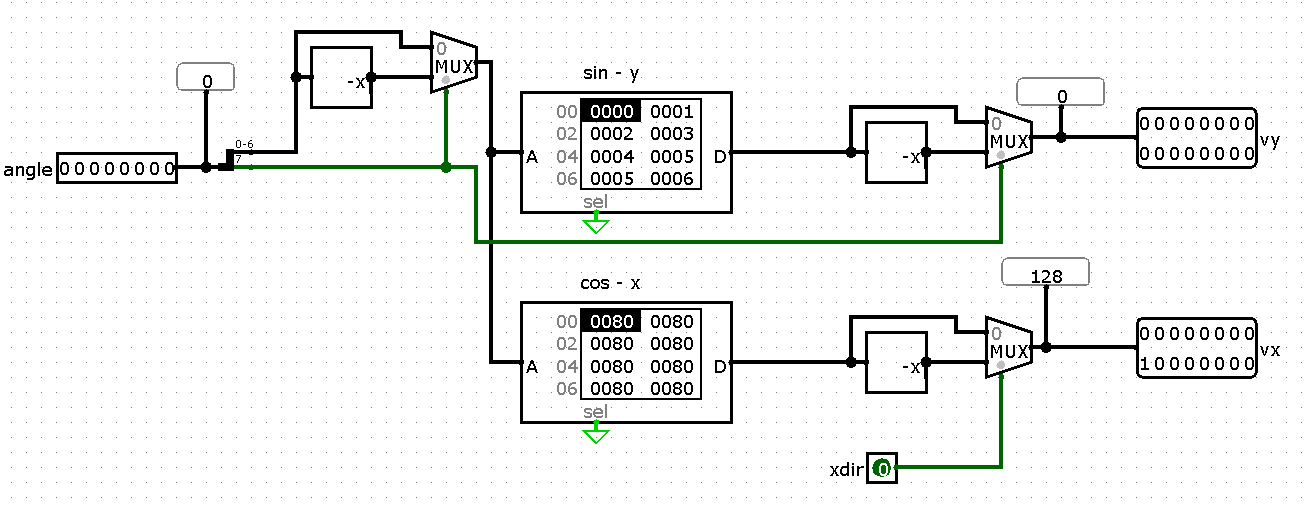 0
MUX
-x
0
0-6
7
angle
00000000
sin - y
00 0000 0001
02 0002 0003
04 0004 0005
06 0005 0006
A
D
sel
0
MUX
-x
0
00000000
00000000
vy
cos - x
00 0080 0080
02 0080 0080
04 0080 0080
06 0080 0080
A
D
sel
0
MUX
-x
128
00000000
10000000
vx
xdir
0